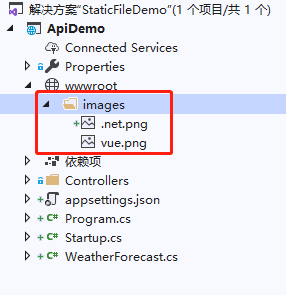 解决方案"StaticFileDemo"(1 个项目/共 1 个)
ApiDemo
Connected Services
Properties
wwwroot
images
.net.png
vue.png
依赖项
Controllers
appsettings.json
Program.cs
Startup.cs
WeatherForecast.cs